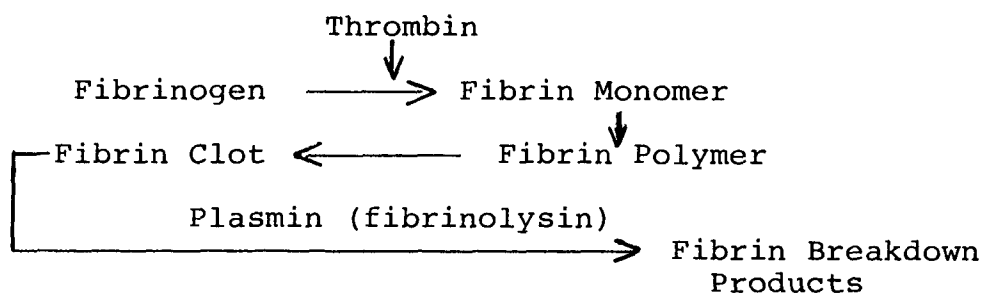 Thrombin
Fibrinogen Fibrin Monomer
Fibrin Clot Fibrin Polymer
Plasmin (fibrinolysin)
Fibrin Breakdown
Products